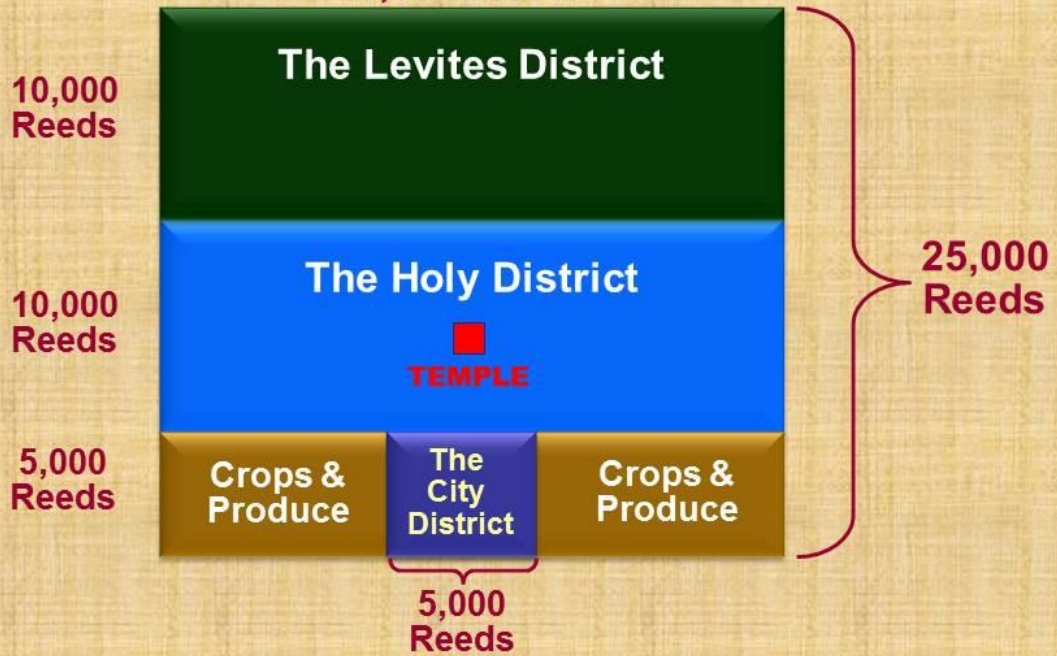 The Levites District
10,000
Reeds
The Holy District
25,000
Reeds
10,000
Reeds
TEMPLE
5,000
Reeds
Crops &
Produce
The
City
District
Crops &
Produce
5,000
Reeds